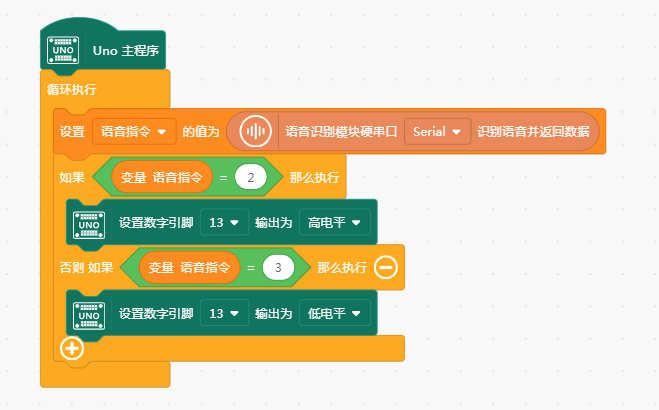 UNO Uno 主程序
循环执行
设置 语音指令 的值为 语音识别模块硬串口 Serial 识别语音并返回数据
如果 变量 语音指令 = 2 那么执行
UNO 设置数字引脚 13 输出为 高电平
否则 如果 变量 语音指令 = 3 那么执行
UNO 设置数字引脚 13 输出为 低电平